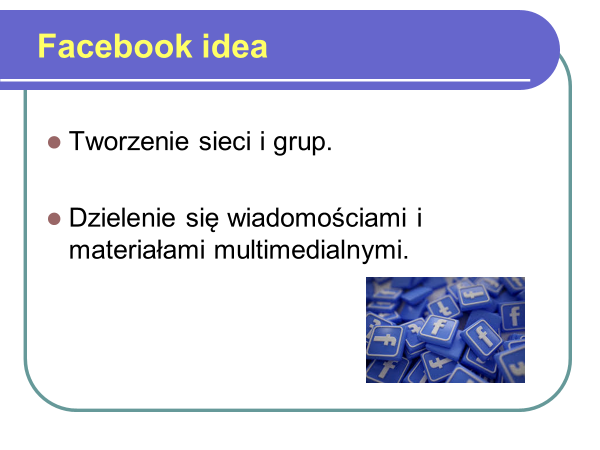 Facebook idea
Tworzenie sieci i grup.
Dzielenie się wiadomościami i
materiałami multimedialnymi.